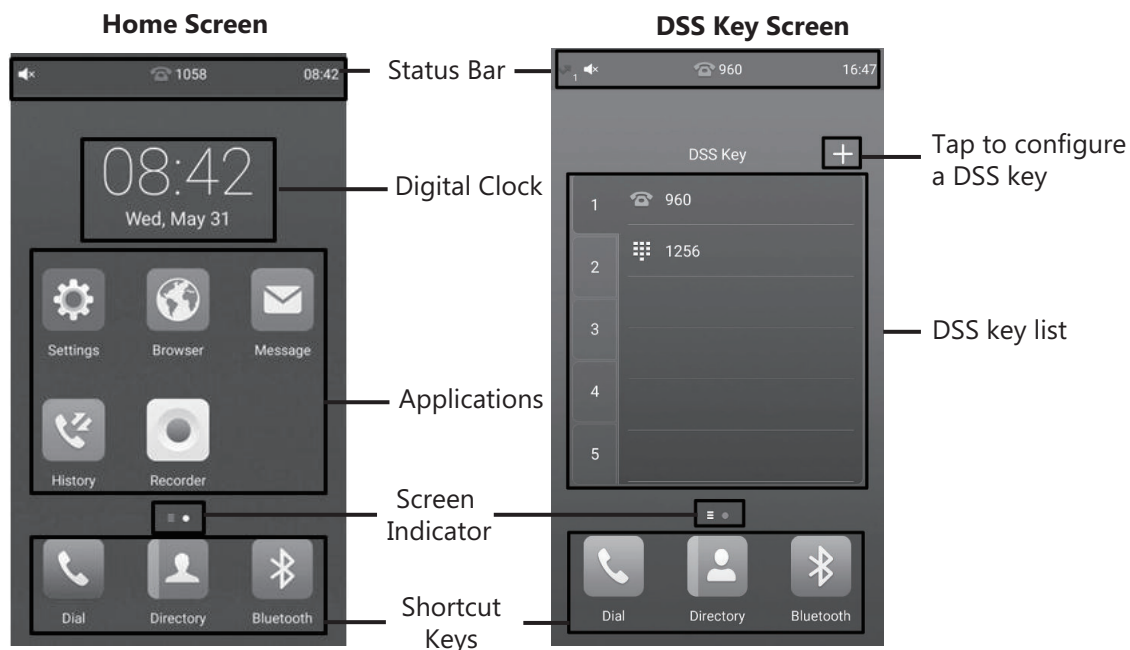 Home Screen
DSS Key Screen
1058
08:42
Status Bar
1
960
16:47
08:42
Wed, May 31
Digital Clock
DSS Key
Tap to configure
a DSS key
1
960
2
1256
3
4
5
DSS key list
Settings
Browser
Message
Applications
History
Recorder
Screen
Indicator
Dial
Directory
Bluetooth
Shortcut
Keys
Dial
Directory
Bluetooth